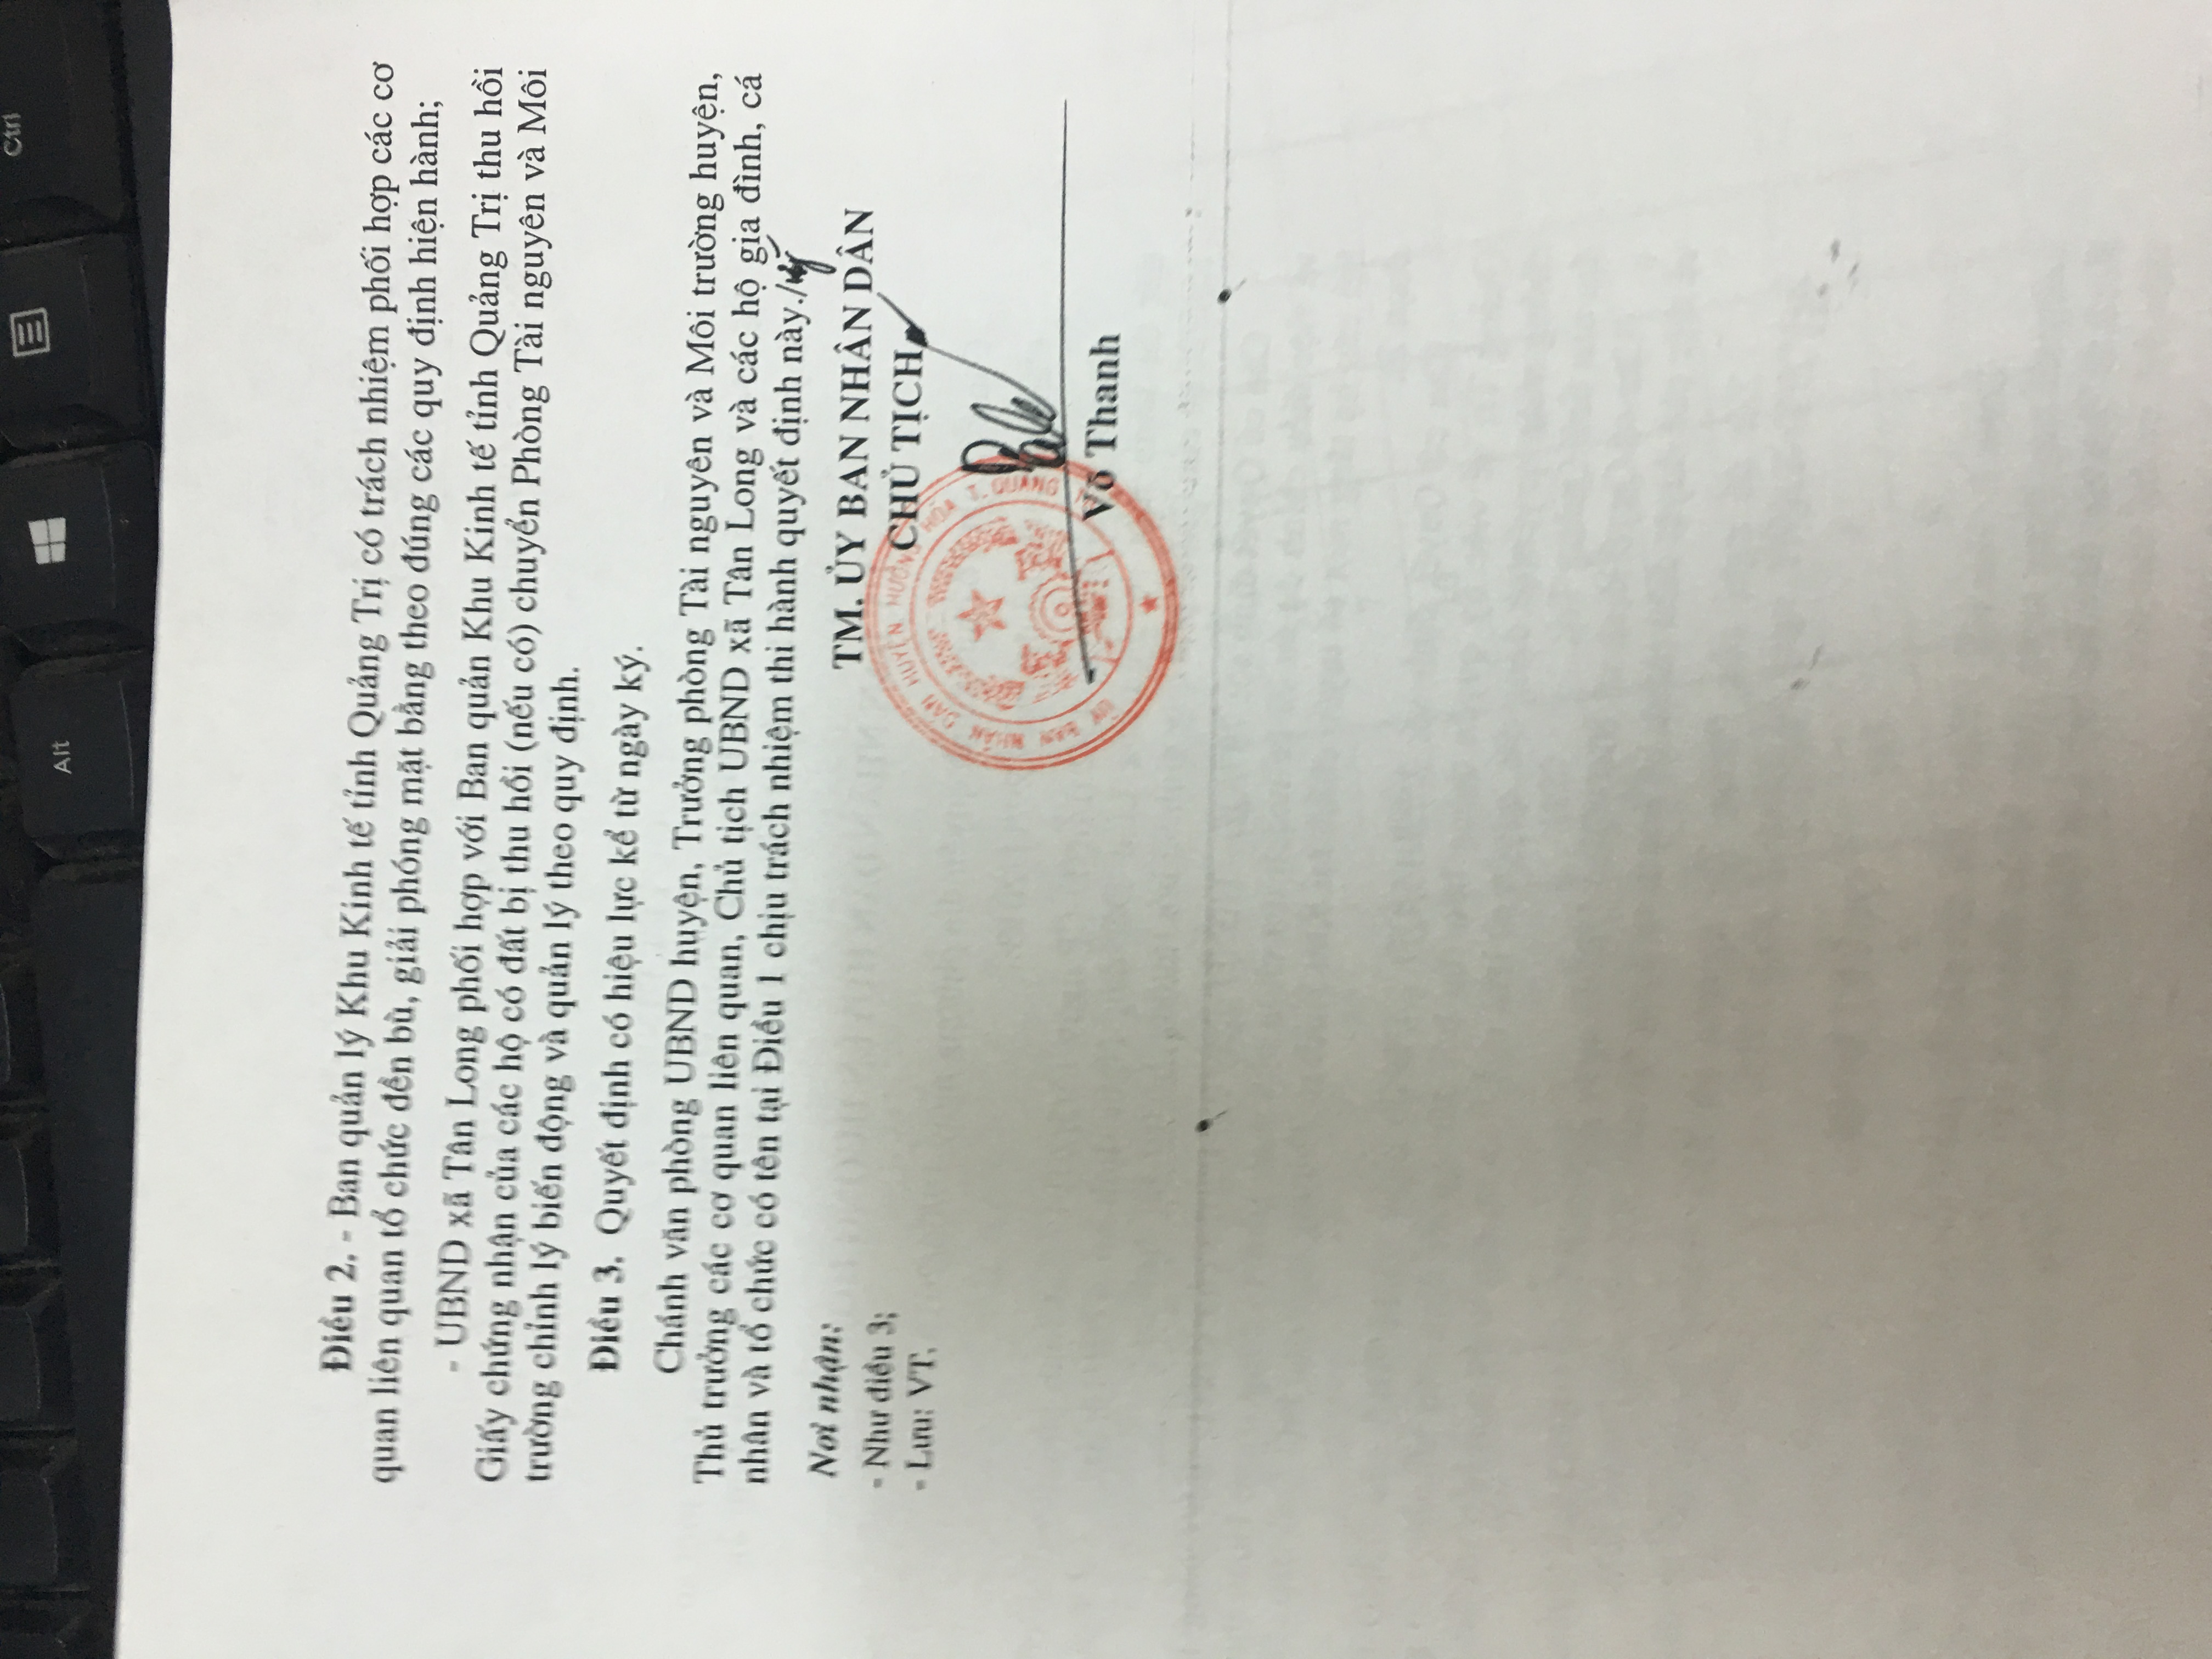 Alt
Ctrl
Điều 2. - Ban quản lý Khu Kinh tế tỉnh Quảng Trị có trách nhiệm phối hợp các cơ
quan liên quan tổ chức đền bù, giải phóng mặt bằng theo đúng các quy định hiện hành;
- UBND xã Tân Long phối hợp với Ban quản Khu Kinh tế tỉnh Quảng Trị thu hồi
Giấy chứng nhận của các hộ có đất bị thu hồi (nếu có) chuyển Phòng Tài nguyên và Môi
trường chỉnh lý biến động và quản lý theo quy định.
Điều 3. Quyết định có hiệu lực kể từ ngày ký.
Chánh văn phòng UBND huyện, Trưởng phòng Tài nguyên và Môi trường huyện,
Thủ trưởng các cơ quan liên quan, Chủ tịch UBND xã Tân Long và các hộ gia đình, cá
nhân và tổ chức có tên tại Điều 1 chịu trách nhiệm thi hành quyết định này./
Nơi nhận:
- Như điều 3;
- Lưu: VT.
TM. ỦY BAN NHÂN DÂN
CHỦ TỊCH
ỦY BAN NHÂN DÂN HUYỆN HƯỚNG HÓA T. QUẢNG
Võ Thanh